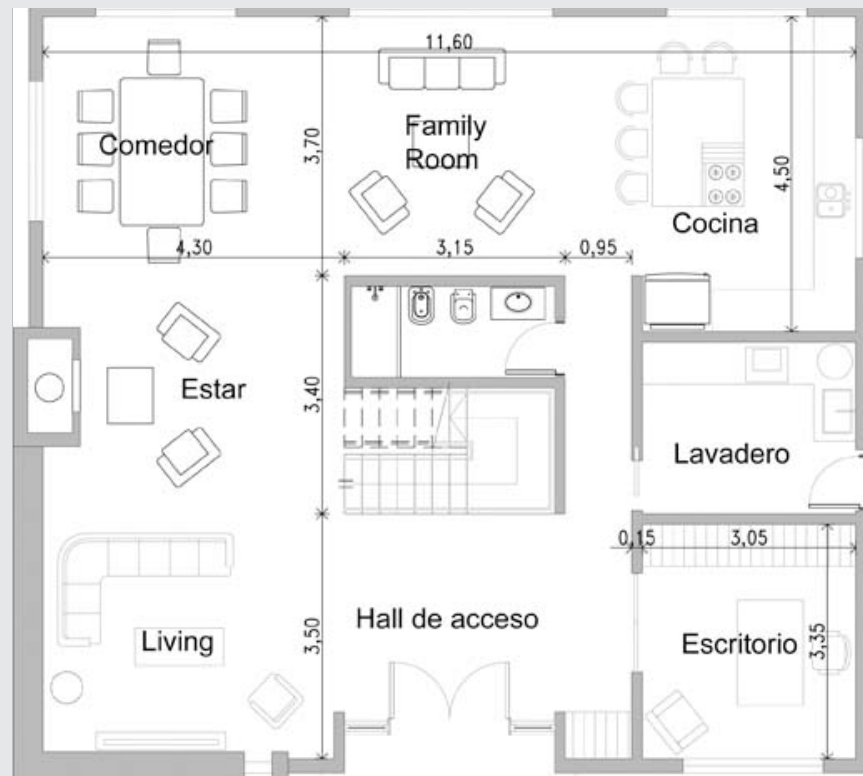 11,60
Comedor
Family
Room
3,70
4,50
Cocina
4,30
3,15
0,95
Estar
3,40
Lavadero
0,15
3,05
Hall de acceso
Living
3,50
Escritorio
3,35